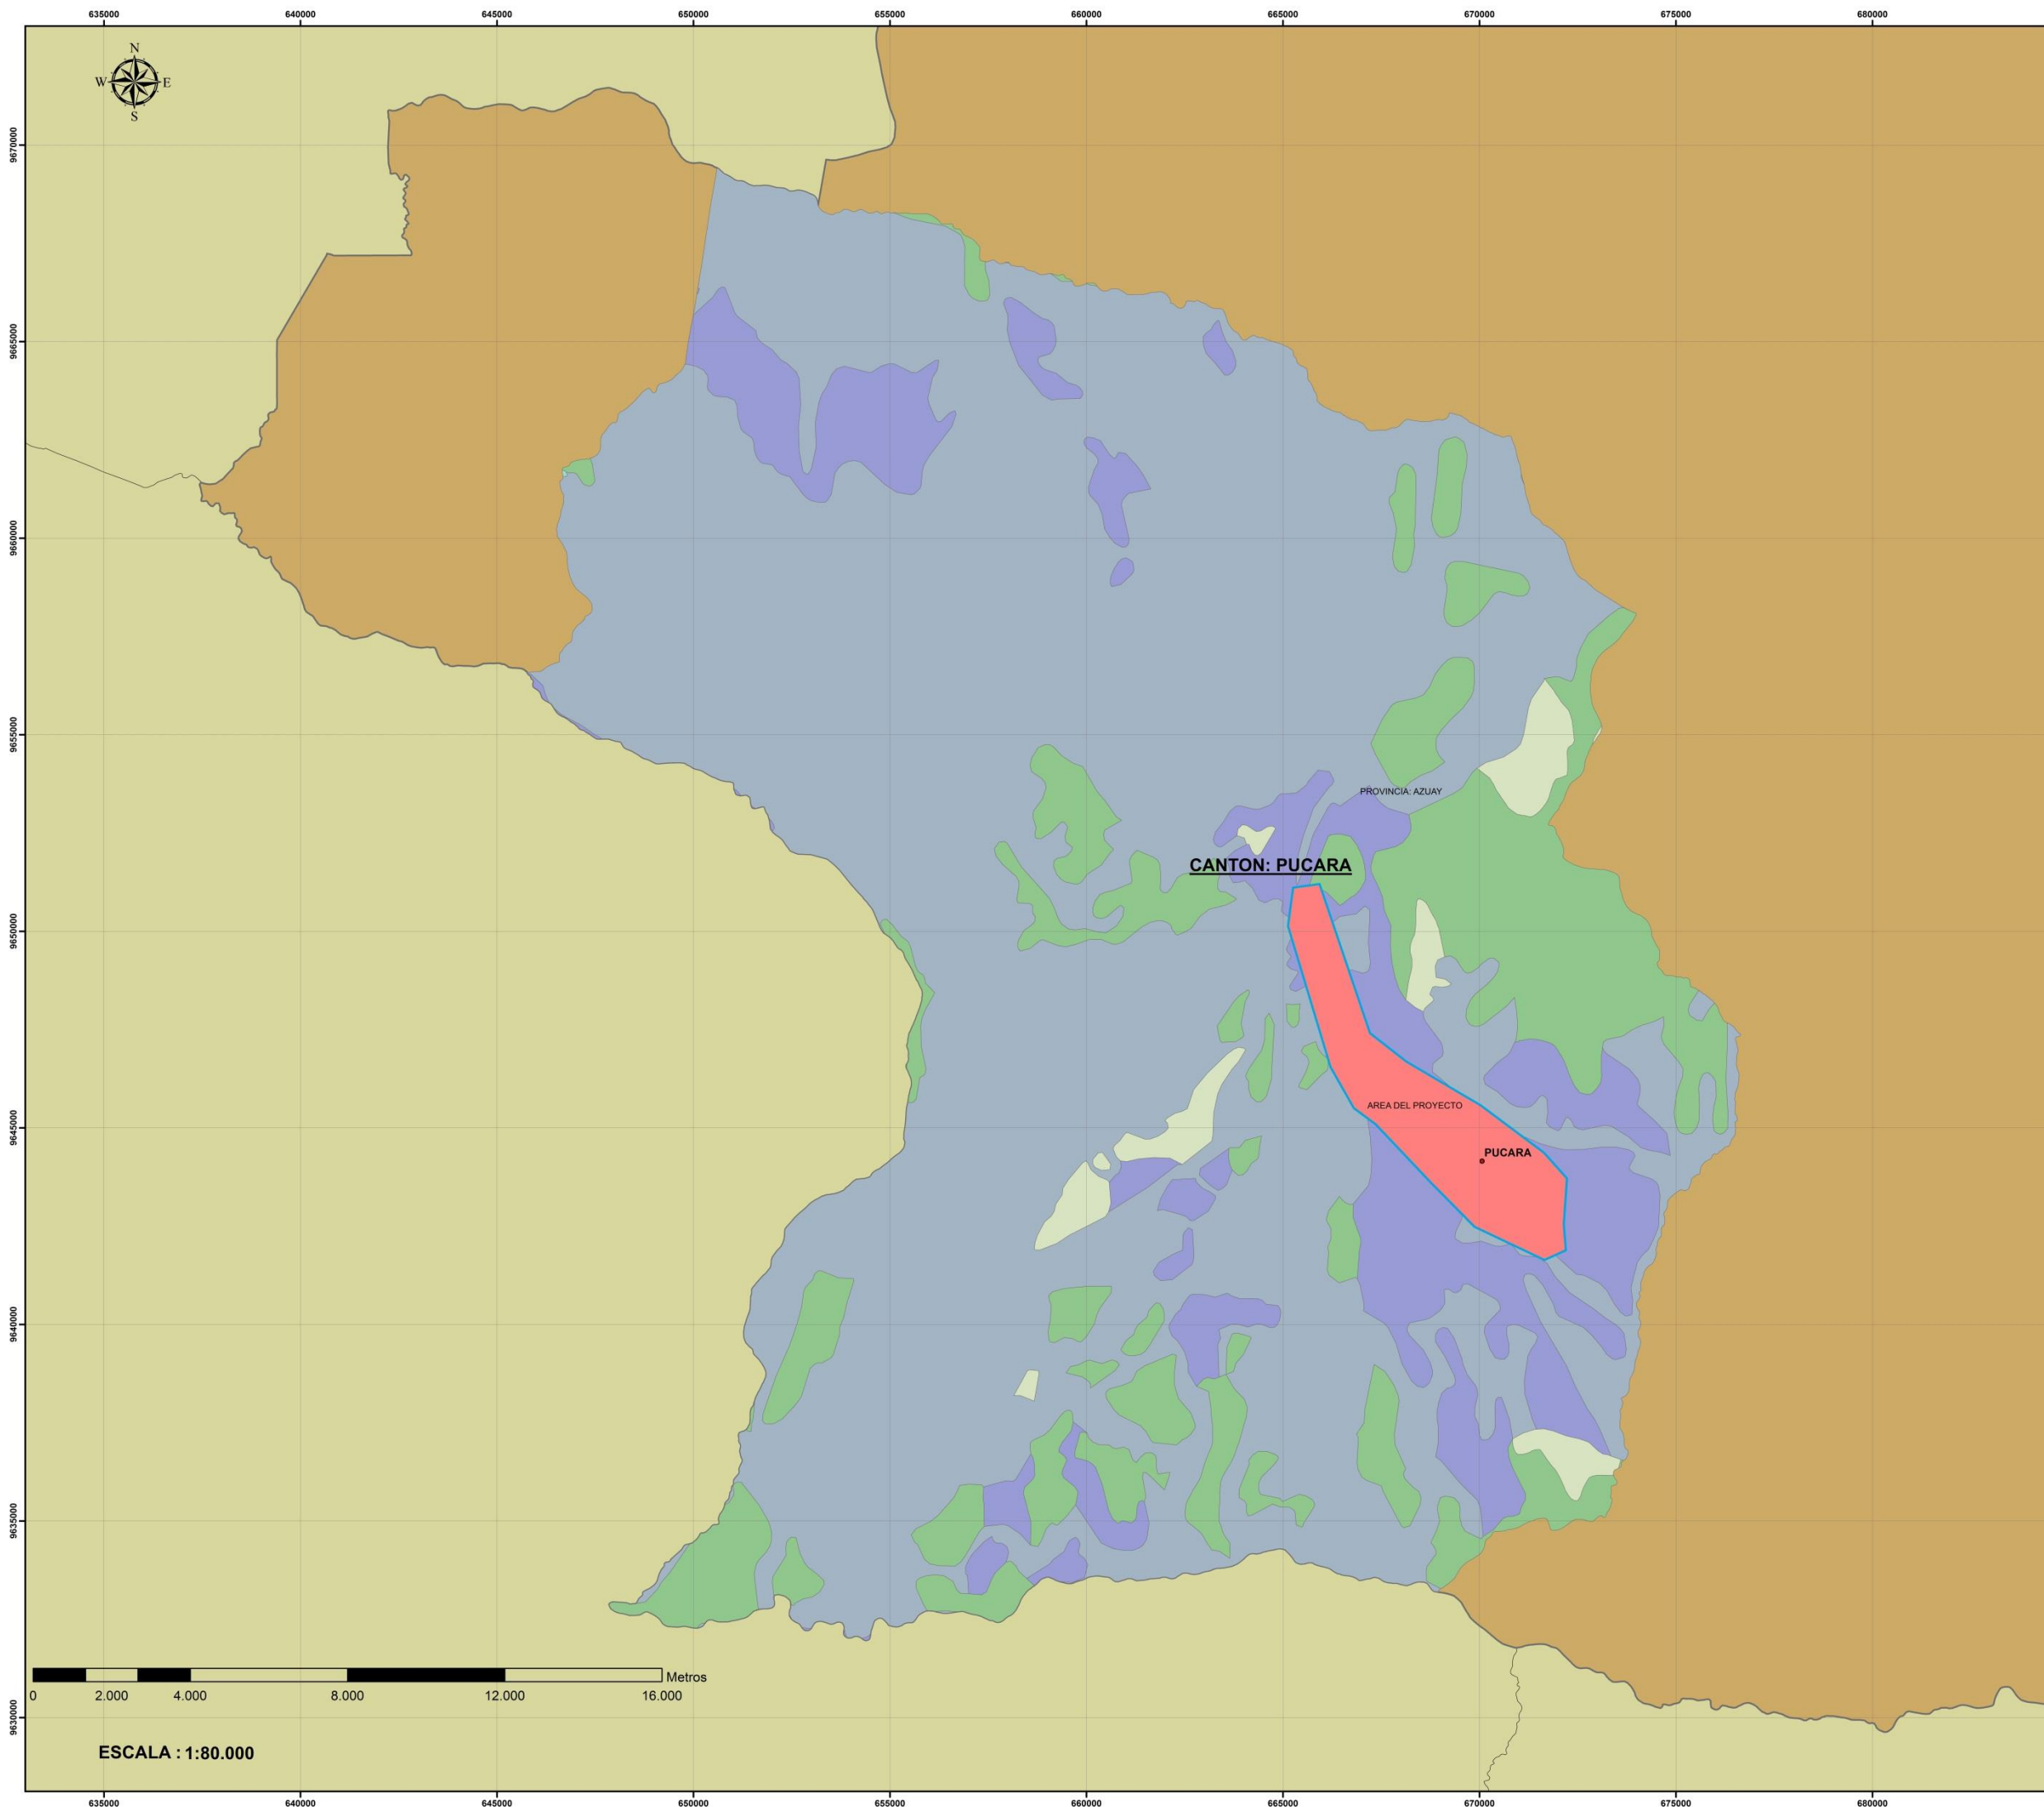 635000 640000 645000 650000 655000 660000 665000 670000 675000 680000
N
W E
S
9670000
9665000
9660000
9655000
9650000
9645000
9640000
9635000
9630000
PROVINCIA: AZUAY
CANTON: PUCARA
AREA DEL PROYECTO
PUCARA
Metros
0 2.000 4.000 8.000 12.000 16.000
ESCALA : 1:80.000
635000 640000 645000 650000 655000 660000 665000 670000 675000 680000